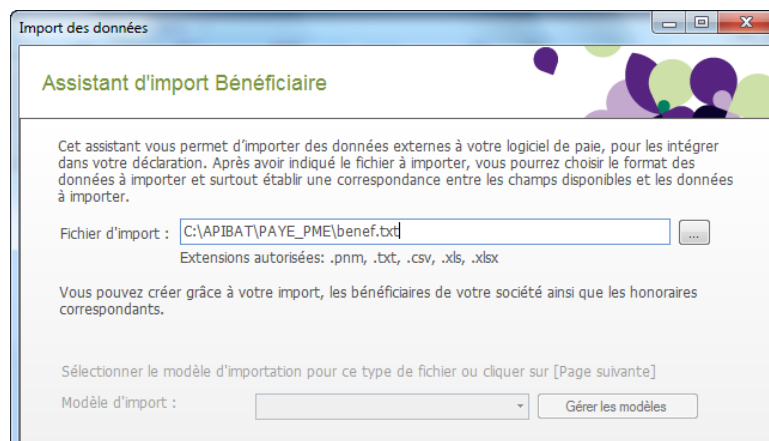 Import des données
Assistant d'import Bénéficiaire
Cet assistant vous permet d'importer des données externes à votre logiciel de paie, pour les intégrer
dans votre déclaration. Après avoir indiqué le fichier à importer, vous pourrez choisir le format des
données à importer et surtout établir une correspondance entre les champs disponibles et les données
à importer.
Fichier d'import : C:\APIBAT\PAYE_PME\benef.txt ...
Extensions autorisées: .pnm, .txt, .csv, .xls, .xlsx
Vous pouvez créer grâce à votre import, les bénéficiaires de votre société ainsi que les honoraires
correspondants.
Sélectionner le modèle d'importation pour ce type de fichier ou cliquer sur [Page suivante]
Modèle d'import : Gérer les modèles